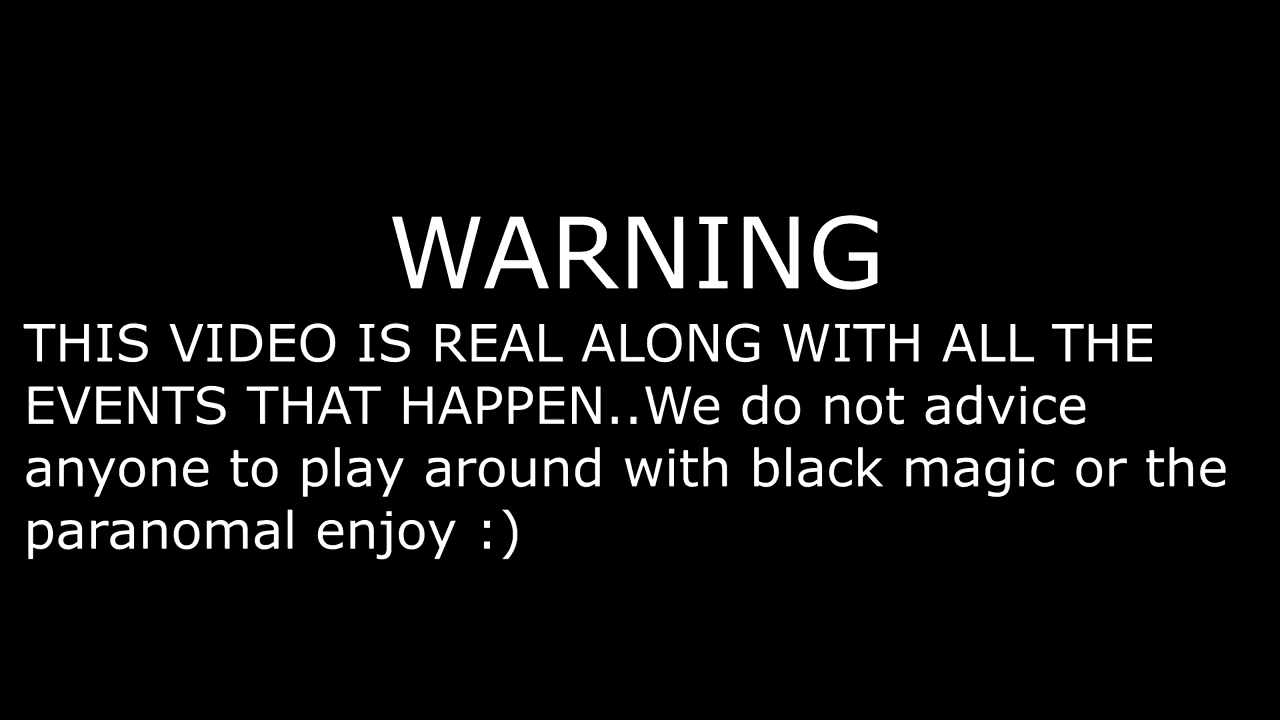 WARNING
THIS VIDEO IS REAL ALONG WITH ALL THE
EVENTS THAT HAPPEN..We do not advice
anyone to play around with black magic or the
paranomal enjoy :)